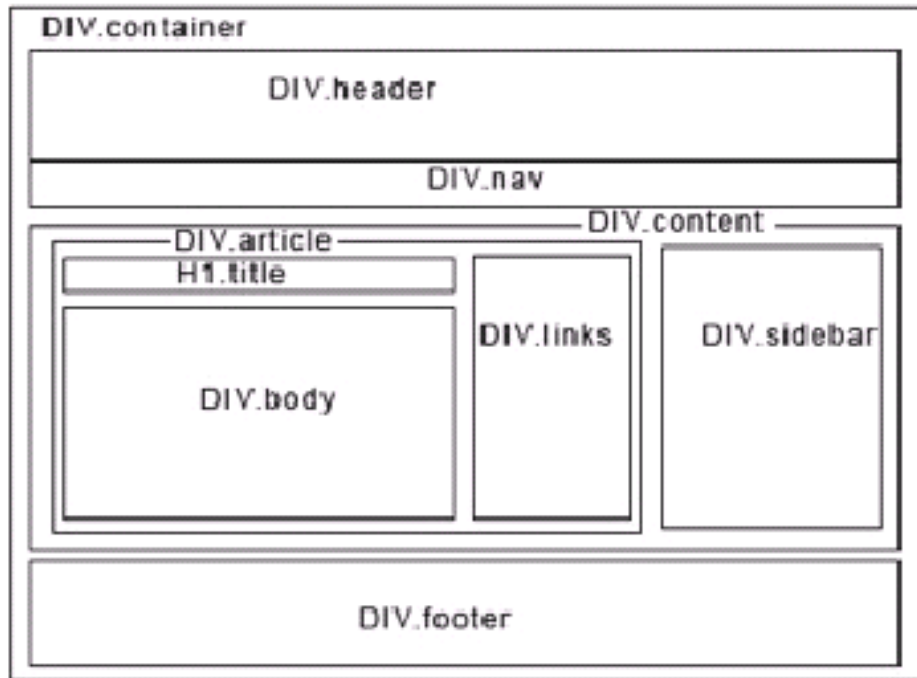 DIV.container
DIV.header
DIV.nav
DIV.content
DIV.article
H1.title
DIV.links
DIV.sidebar
DIV.body
DIV.footer